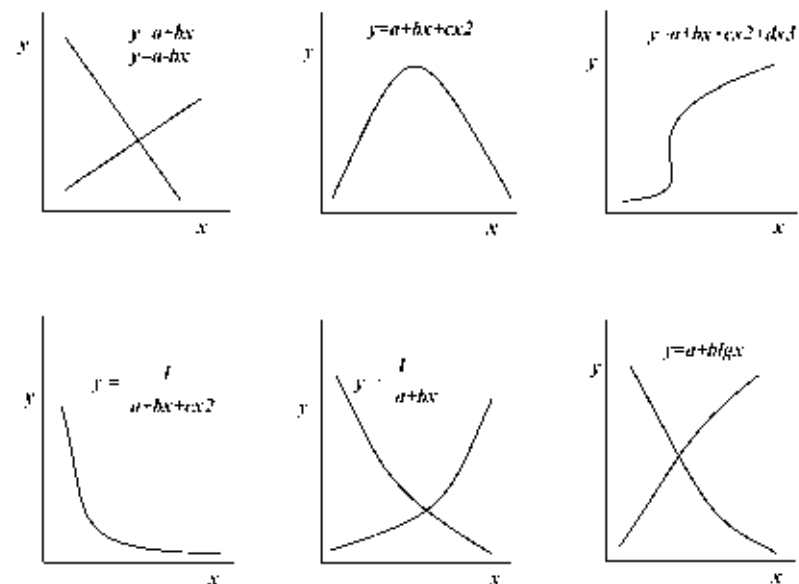 y=a+bx
y=a-bx
y
x
y=a+bx+cx2
y
x
y=a+bx+cx2+dx3
y
x
y = 1
a+bx+cx2
y
x
y = 1
a+bx
y
x
y=a+blgx
y
x